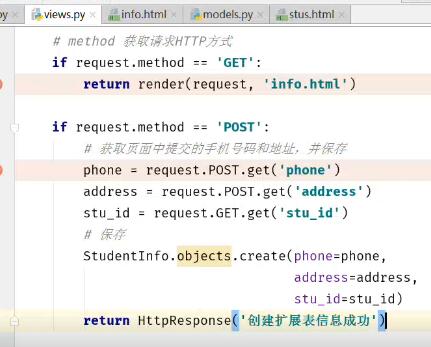 py × views.py × info.html × models.py × stus.html ×
# method 获取请求HTTP方式
if request.method == 'GET':
return render(request, 'info.html')
if request.method == 'POST':
# 获取页面中提交的手机号码和地址，并保存
phone = request.POST.get('phone')
address = request.POST.get('address')
stu_id = request.GET.get('stu_id')
# 保存
StudentInfo.objects.create(phone=phone,
address=address,
stu_id=stu_id)
return HttpResponse('创建扩展表信息成功')